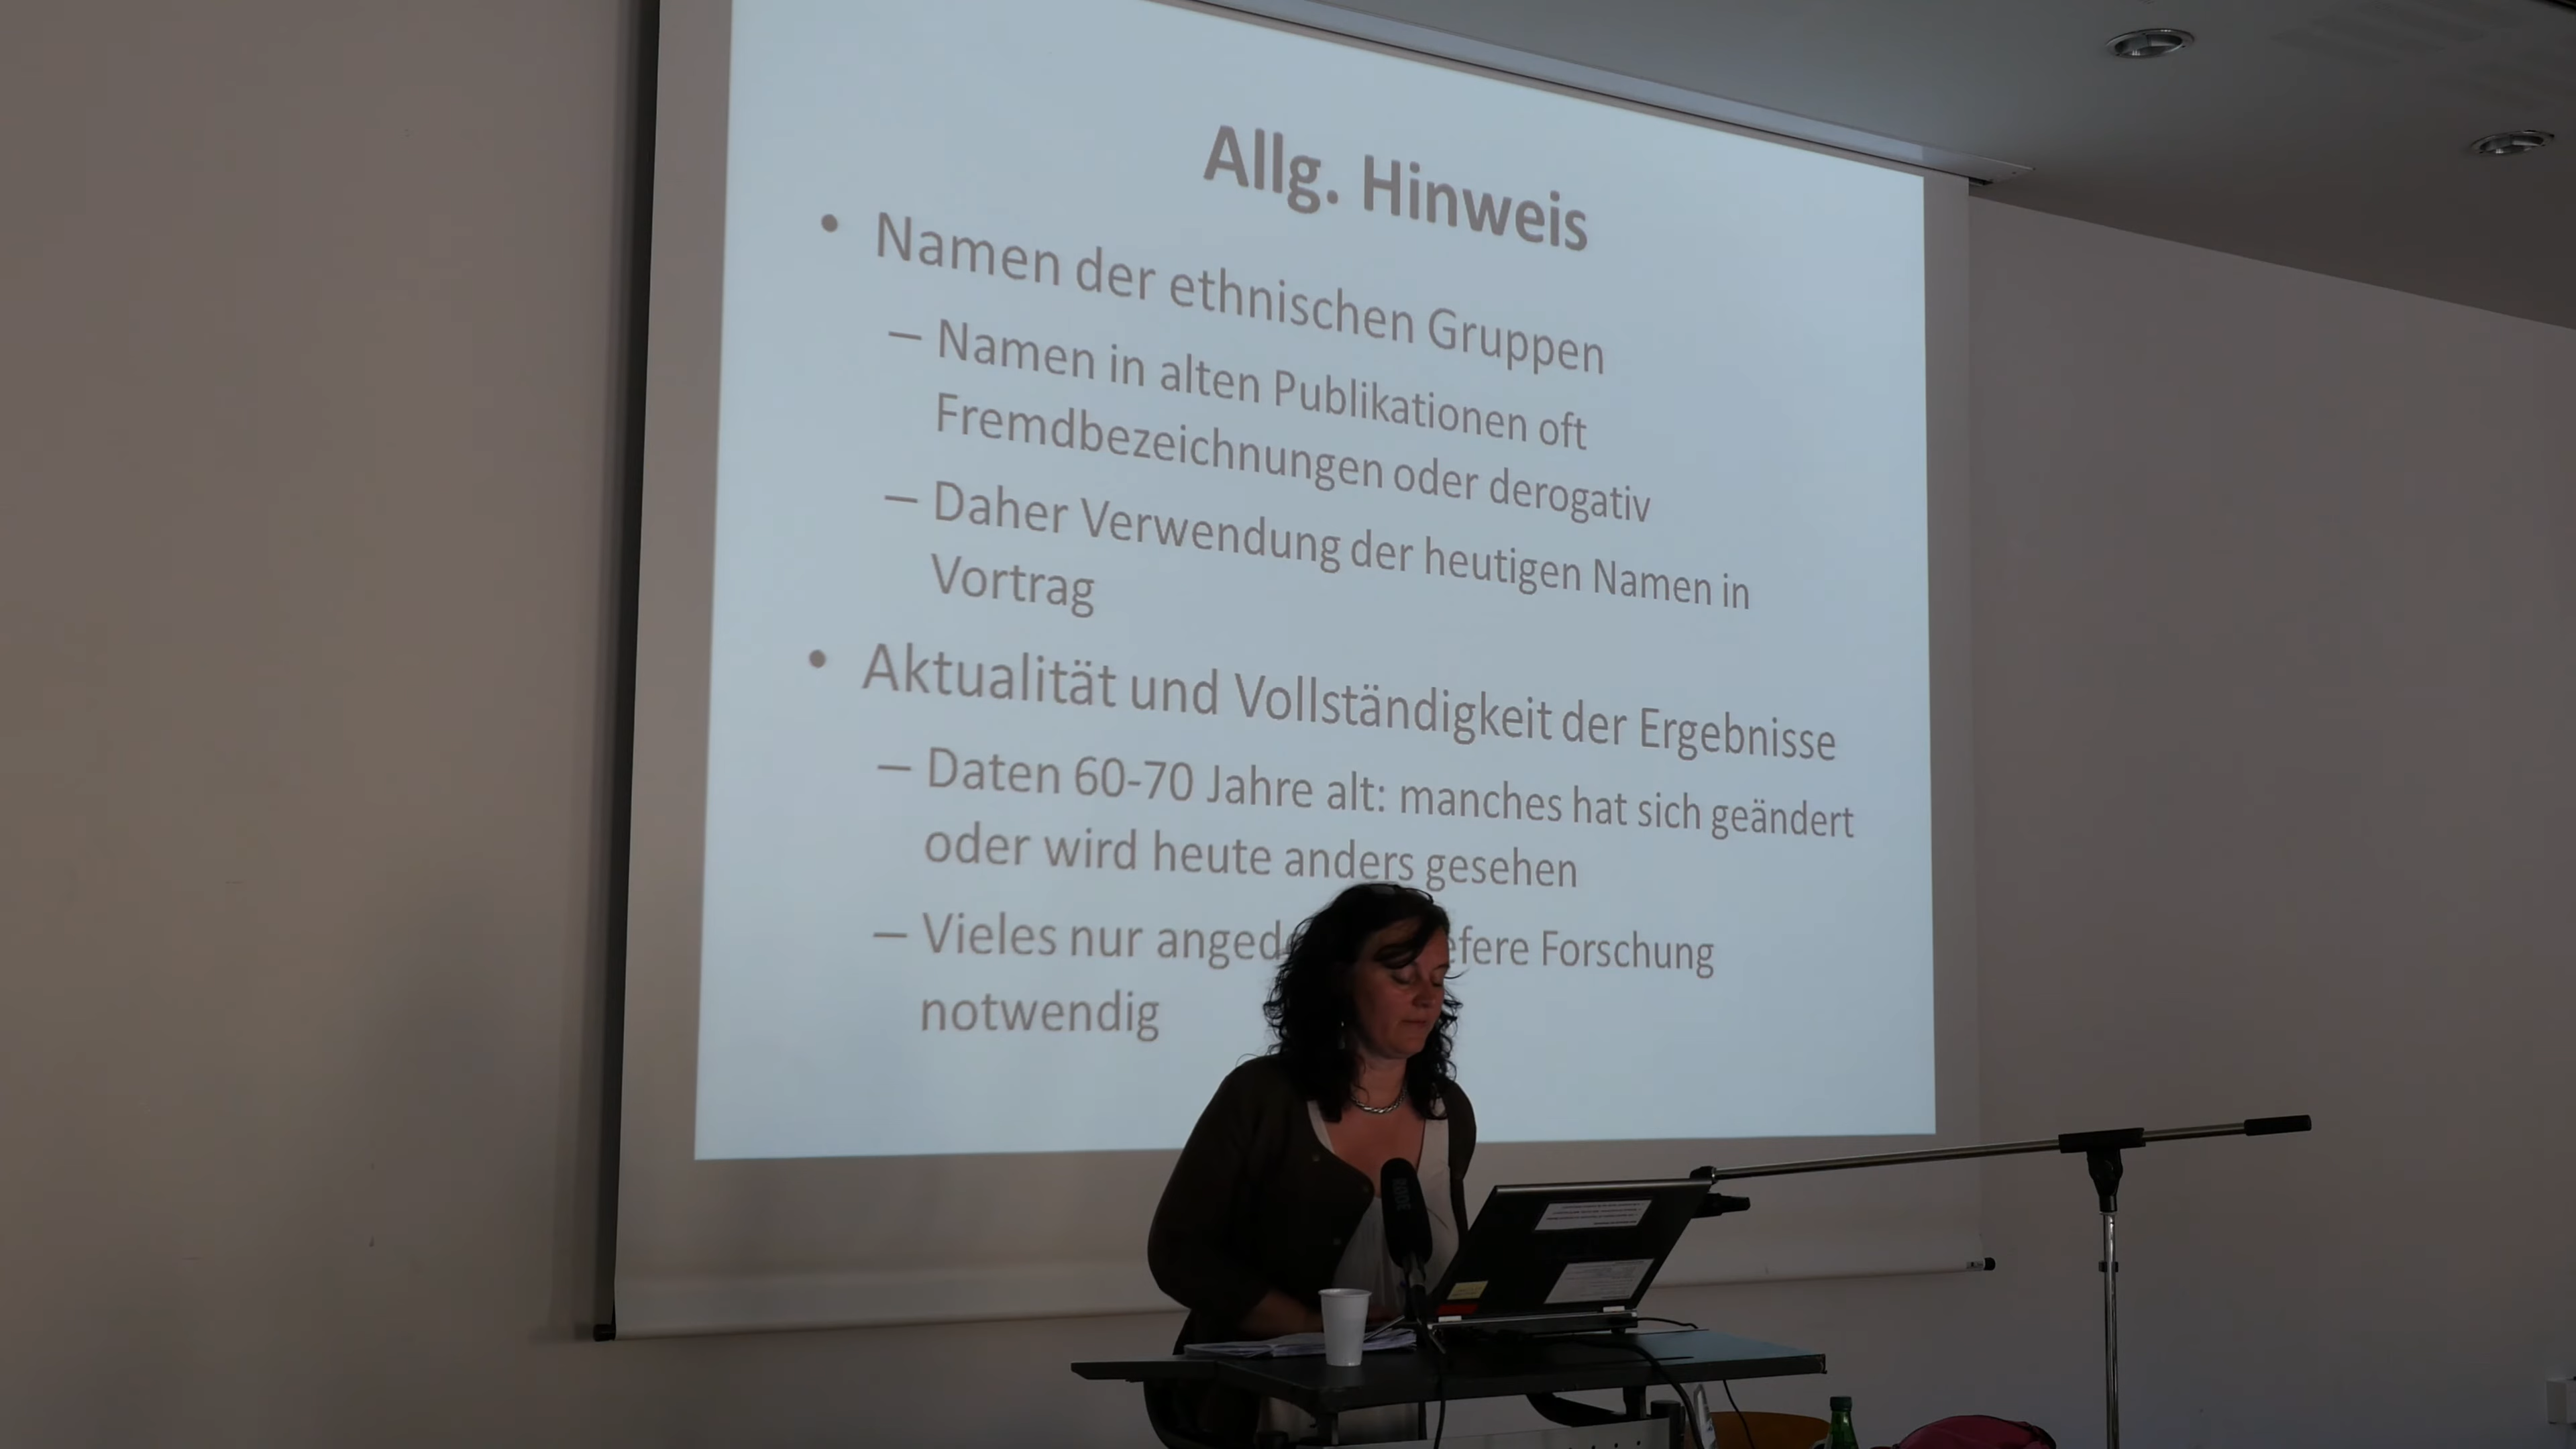 Allg. Hinweis
• Namen der ethnischen Gruppen
– Namen in alten Publikationen oft
Fremdbezeichnungen oder derogativ
– Daher Verwendung der heutigen Namen in
Vortrag
• Aktualität und Vollständigkeit der Ergebnisse
– Daten 60-70 Jahre alt: manches hat sich geändert
oder wird heute anders gesehen
– Vieles nur Forschung
notwendig